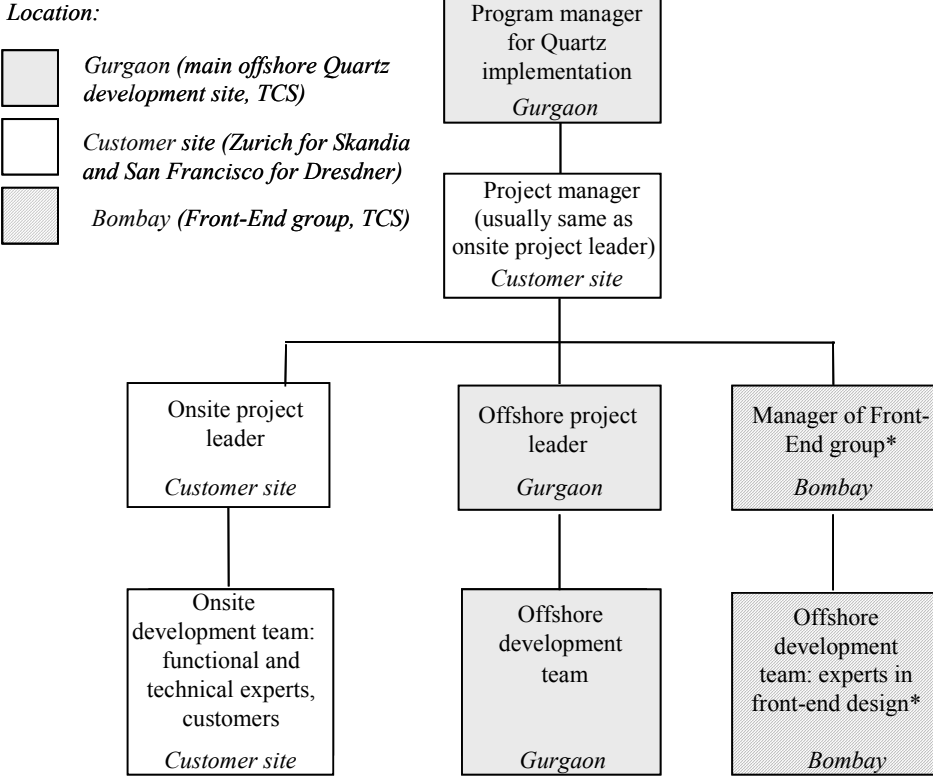 Location:
Gurgaon (main offshore Quartz
development site, TCS)
Customer site (Zurich for Skandia
and San Francisco for Dresdner)
Bombay (Front-End group, TCS)
Program manager
for Quartz
implementation
Gurgaon
Project manager
(usually same as
onsite project leader)
Customer site
Onsite project
leader
Customer site
Offshore project
leader
Gurgaon
Manager of Front-
End group*
Bombay
Onsite
development team:
functional and
technical experts,
customers
Customer site
Offshore
development
team
Gurgaon
Offshore
development
team: experts in
front-end design*
Bombay